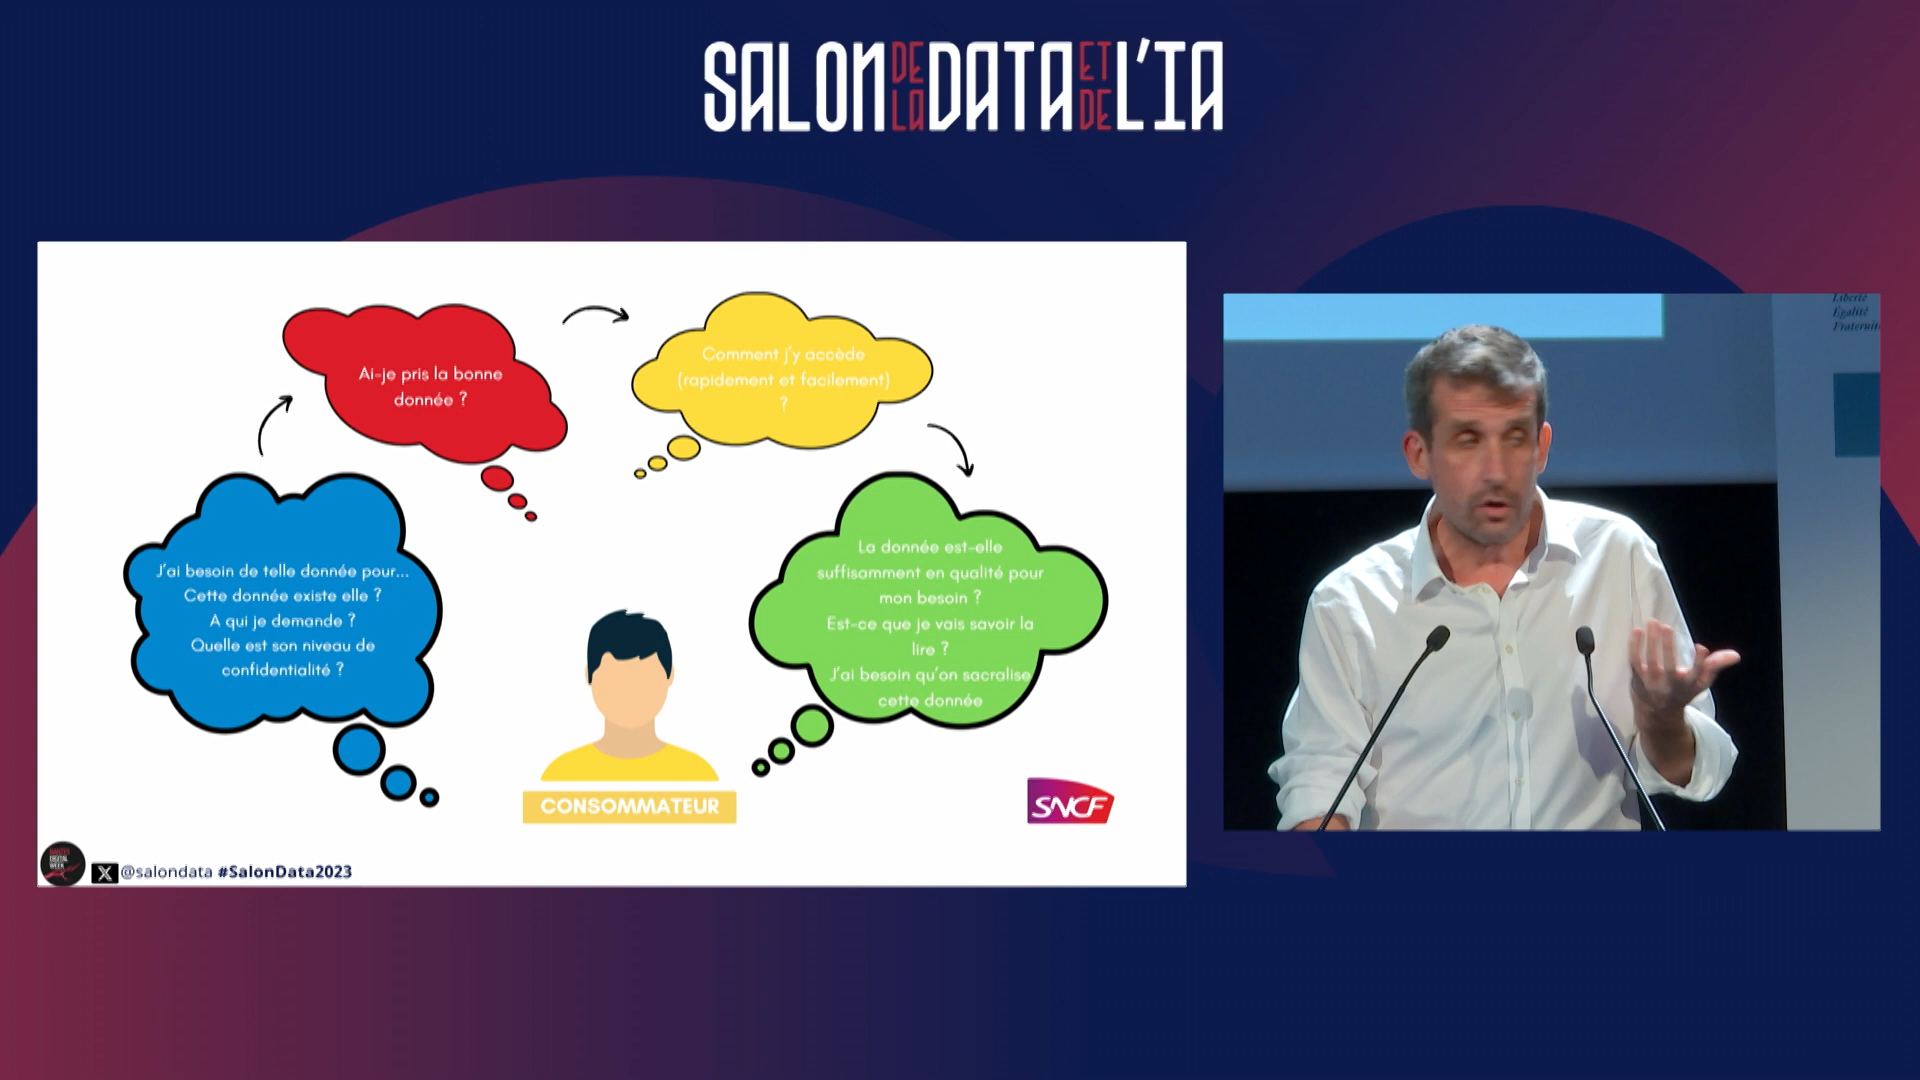 SALON DE LA DATA ET DE L'IA
Ai-je pris la bonne
donnée ?
Comment j'y accède
(rapidement et facilement)
?
J'ai besoin de telle donnée pour...
Cette donnée existe elle ?
A qui je demande ?
Quelle est son niveau de
confidentialité ?
La donnée est-elle
suffisamment en qualité pour
mon besoin ?
Est-ce que je vais savoir la
lire ?
J'ai besoin qu'on sacralise
cette donnée
CONSOMMATEUR
SNCF
NANTES
DIGITAL
WEEK
X @salondata #SalonData2023
Liberté
Égalité
Fraternité